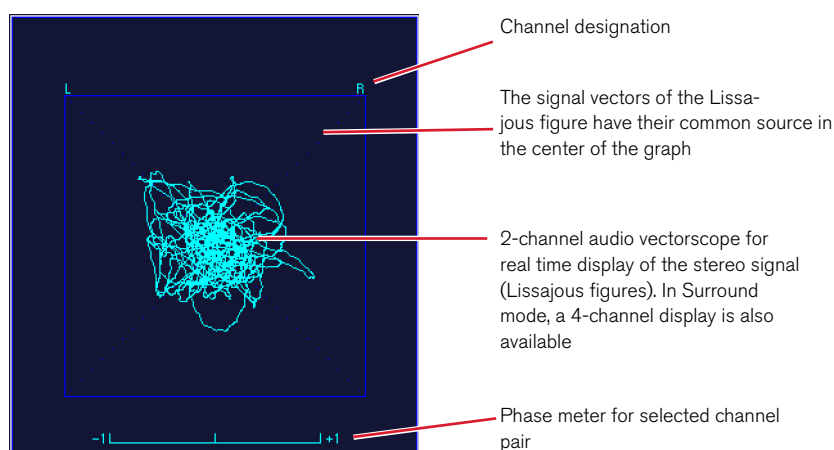 Channel designation
L R
The signal vectors of the Lissa-
jous figure have their common source in
the center of the graph
2-channel audio vectorscope for
real time display of the stereo signal
(Lissajous figures). In Surround
mode, a 4-channel display is also
available
Phase meter for selected channel
pair
-1 +1